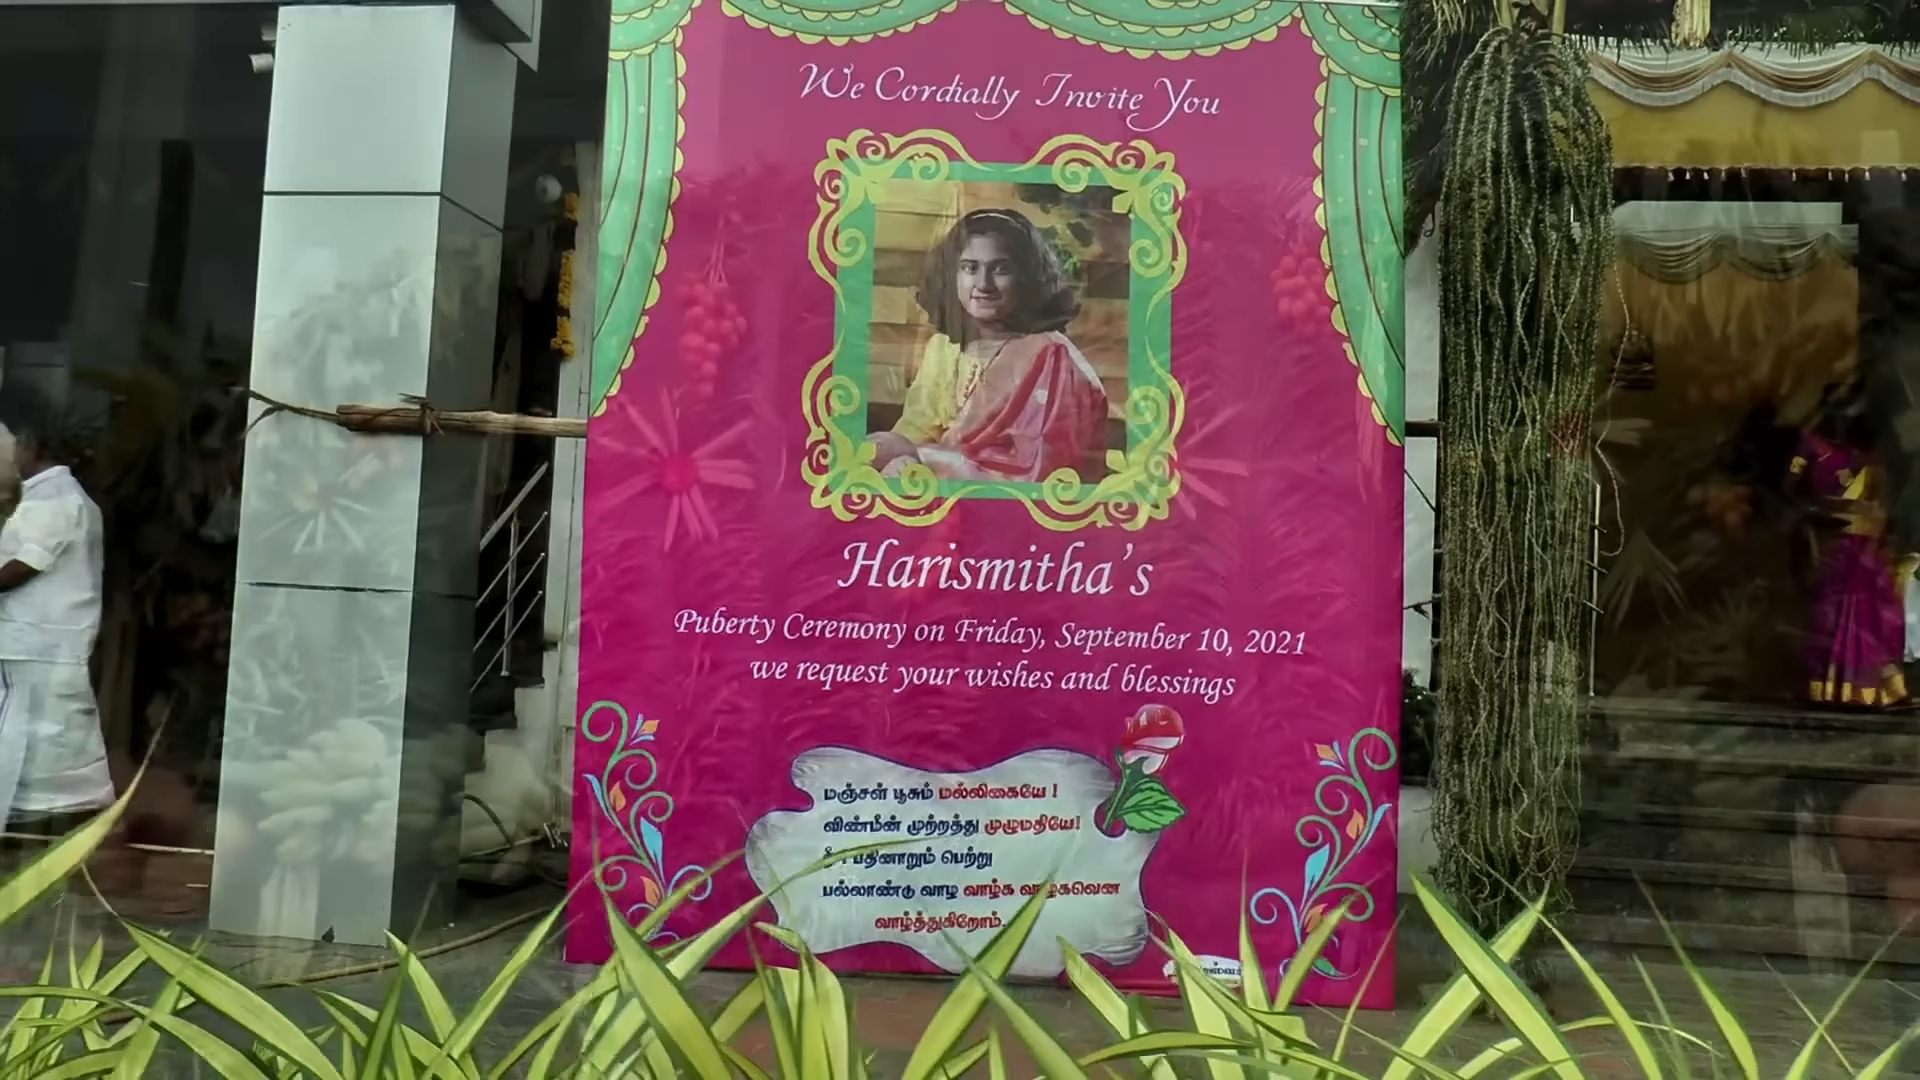 We Cordially Invite You
Harismitha's
Puberty Ceremony on Friday, September 10, 2021
we request your wishes and blessings
மஞ்சள் பூசும் மல்லிகையே !
விண்மீன் முற்றத்து முழுமதியே!
பதினாறும் பெற்று
பல்லாண்டு வாழ வாழ்க வாழ்கவென
வாழ்த்துகிறோம்.